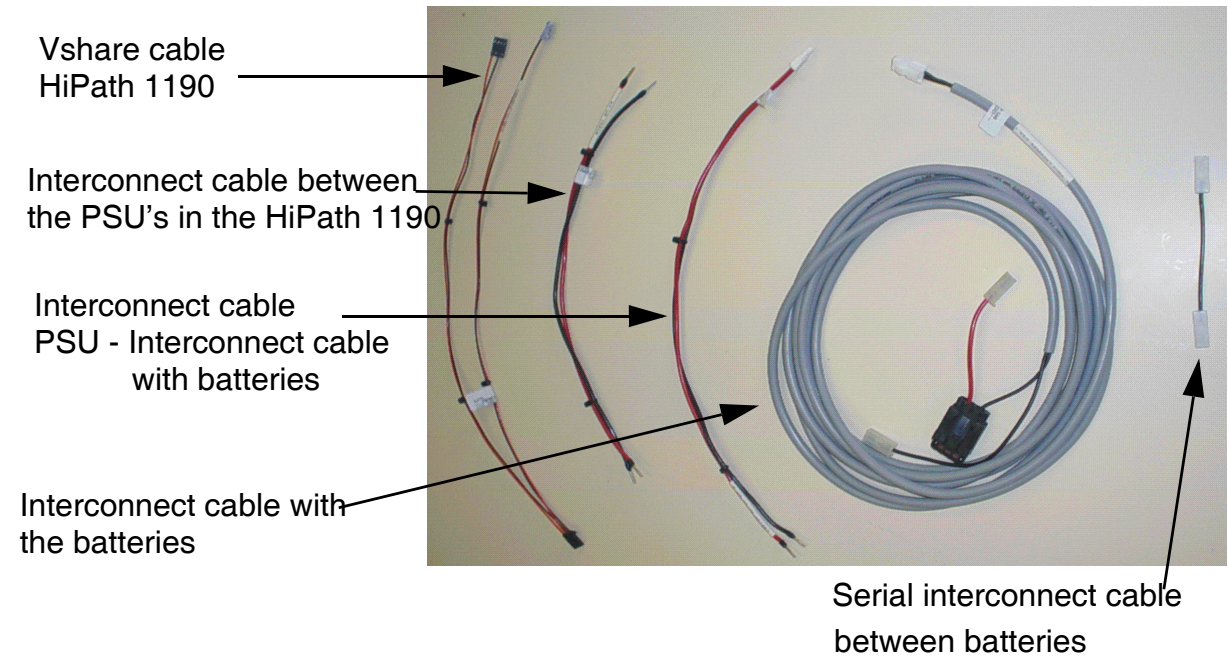 Vshare cable
HiPath 1190
Interconnect cable between
the PSU's in the HiPath 1190
Interconnect cable
PSU - Interconnect cable
with batteries
Interconnect cable with
the batteries
Serial interconnect cable
between batteries